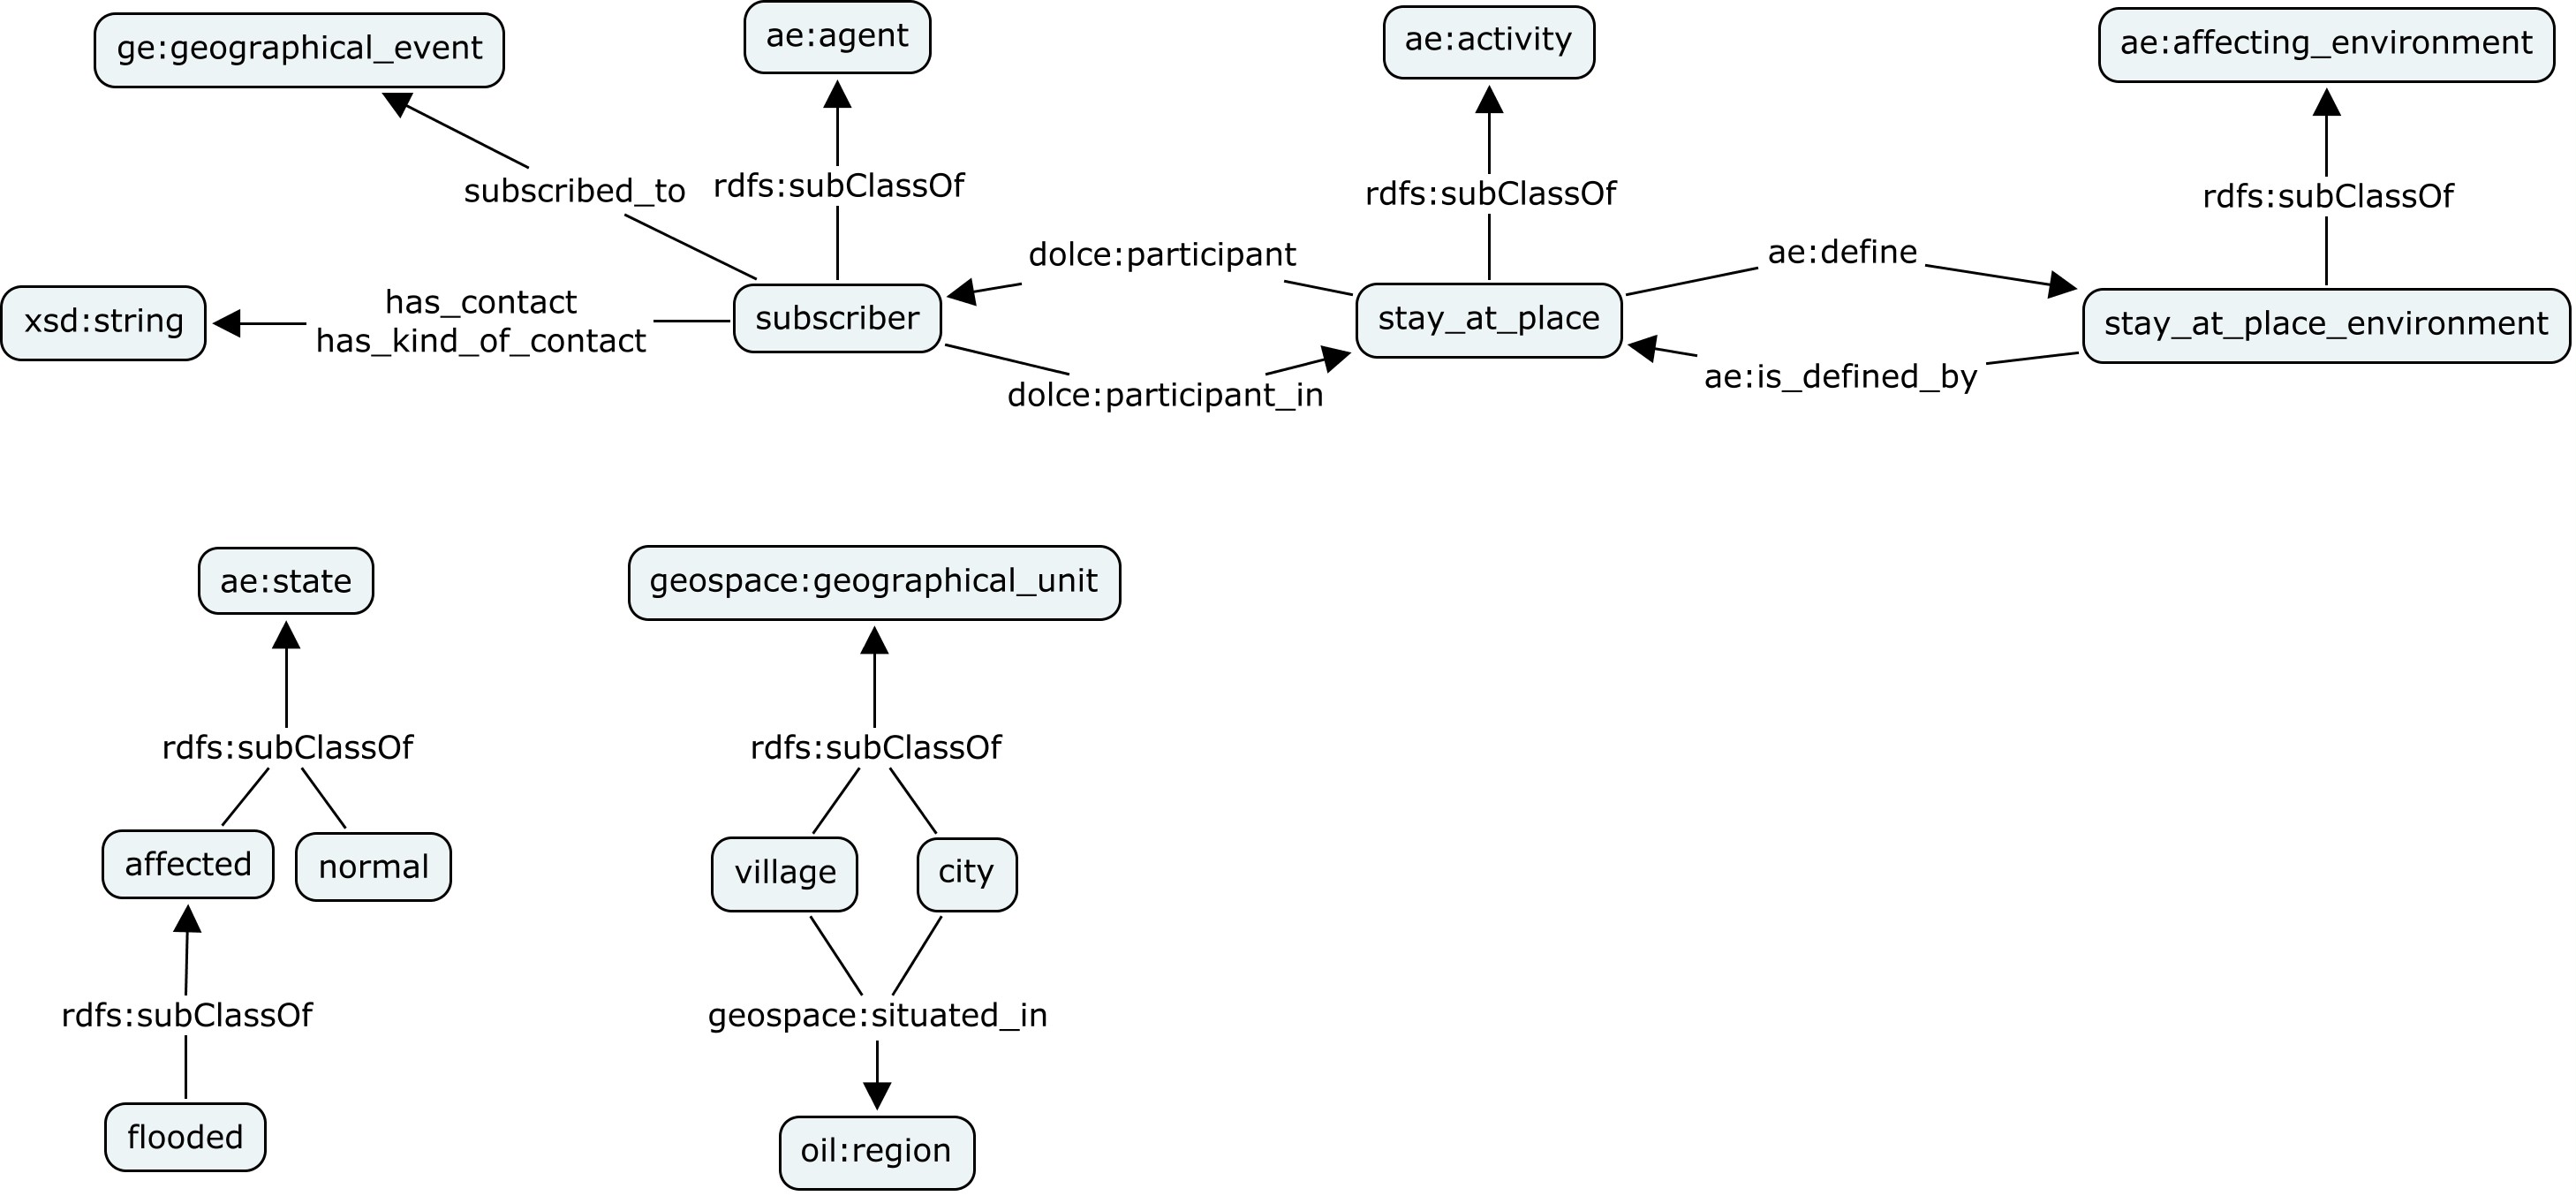 ge:geographical_event
ae:agent
ae:activity
ae:affecting_environment
subscribed_to
rdfs:subClassOf
rdfs:subClassOf
rdfs:subClassOf
dolce:participant
ae:define
xsd:string
has_contact
has_kind_of_contact
subscriber
stay_at_place
stay_at_place_environment
dolce:participant_in
ae:is_defined_by
ae:state
geospace:geographical_unit
rdfs:subClassOf
rdfs:subClassOf
affected
normal
village
city
rdfs:subClassOf
geospace:situated_in
flooded
oil:region